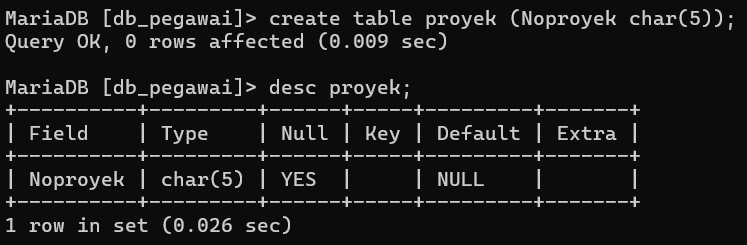 MariaDB [db_pegawai]> create table proyek (Noproyek char(5));
Query OK, 0 rows affected (0.009 sec)

MariaDB [db_pegawai]> desc proyek;
+----------+---------+------+-----+---------+-------+
| Field    | Type    | Null | Key | Default | Extra |
+----------+---------+------+-----+---------+-------+
| Noproyek | char(5) | YES  |     | NULL    |       |
+----------+---------+------+-----+---------+-------+
1 row in set (0.026 sec)